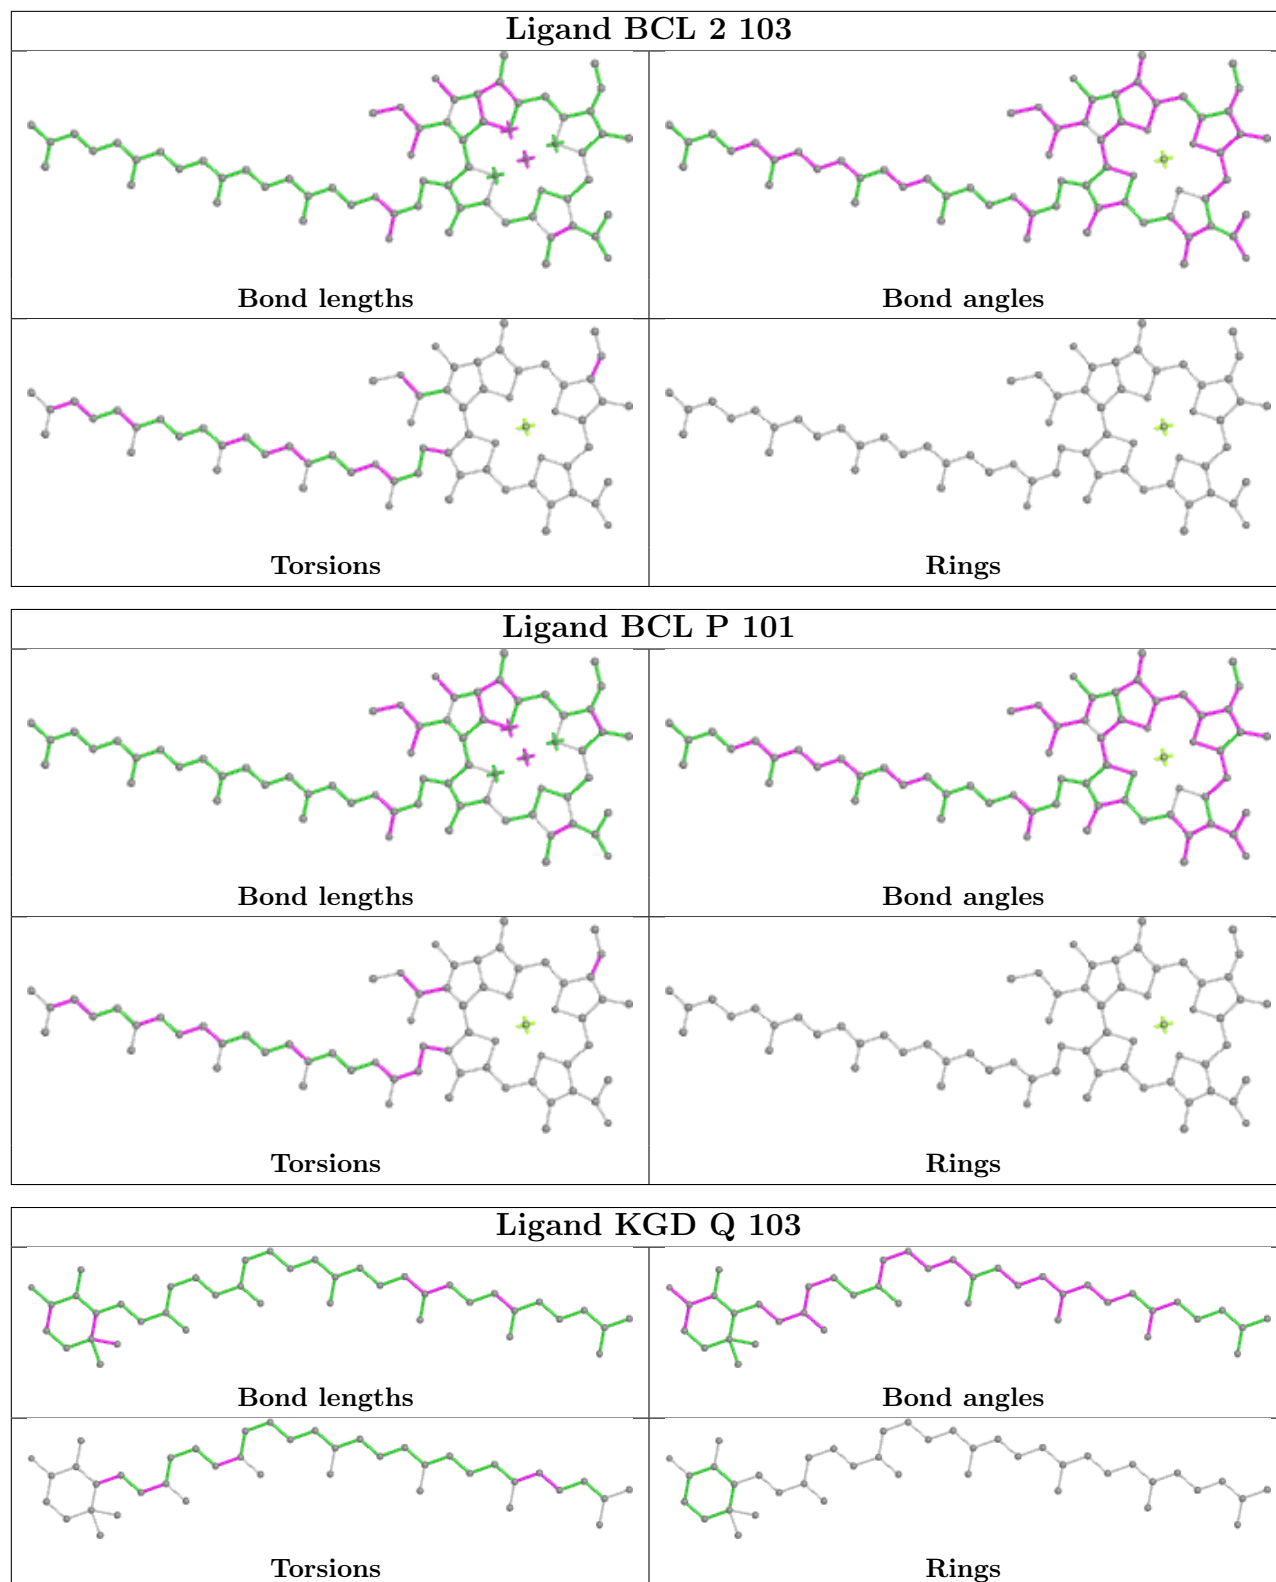 Ligand BCL 2 103
Bond lengths
Bond angles
Torsions
Rings
Ligand BCL P 101
Bond lengths
Bond angles
Torsions
Rings
Ligand KGD Q 103
Bond lengths
Bond angles
Torsions
Rings